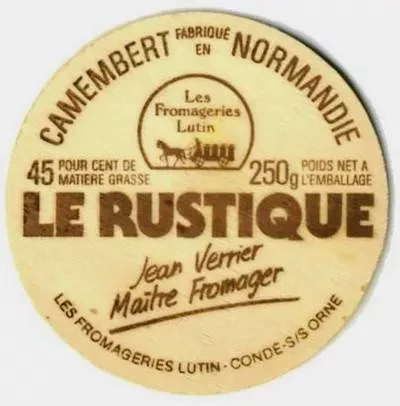 CAMEMBERT FABRIQUÉ EN NORMANDIE
Les
Fromageries
Lutin
45 POUR CENT DE MATIERE GRASSE
250g POIDS NET A L'EMBALLAGE
LE RUSTIQUE
Jean Verrier
Maître Fromager
LES FROMAGERIES LUTIN - CONDE-S/S ORNE